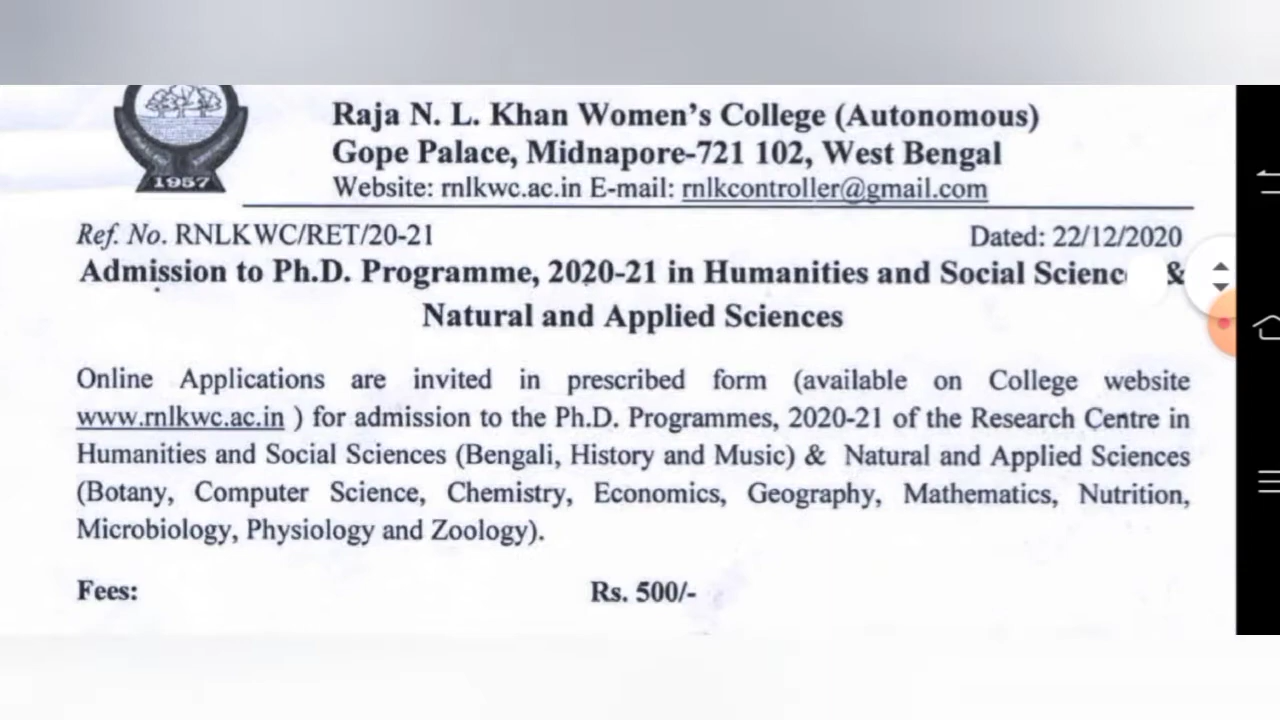 Raja N. L. Khan Women's College (Autonomous)
Gope Palace, Midnapore-721 102, West Bengal
Website: rnlkwc.ac.in E-mail: rnlkcontroller@gmail.com
1957
Ref. No. RNLKWC/RET/20-21 Dated: 22/12/2020
Admission to Ph.D. Programme, 2020-21 in Humanities and Social Scienc &
Natural and Applied Sciences
Online Applications are invited in prescribed form (available on College website
www.rnlkwc.ac.in ) for admission to the Ph.D. Programmes, 2020-21 of the Research Centre in
Humanities and Social Sciences (Bengali, History and Music) & Natural and Applied Sciences
(Botany, Computer Science, Chemistry, Economics, Geography, Mathematics, Nutrition,
Microbiology, Physiology and Zoology).
Fees: Rs. 500/-